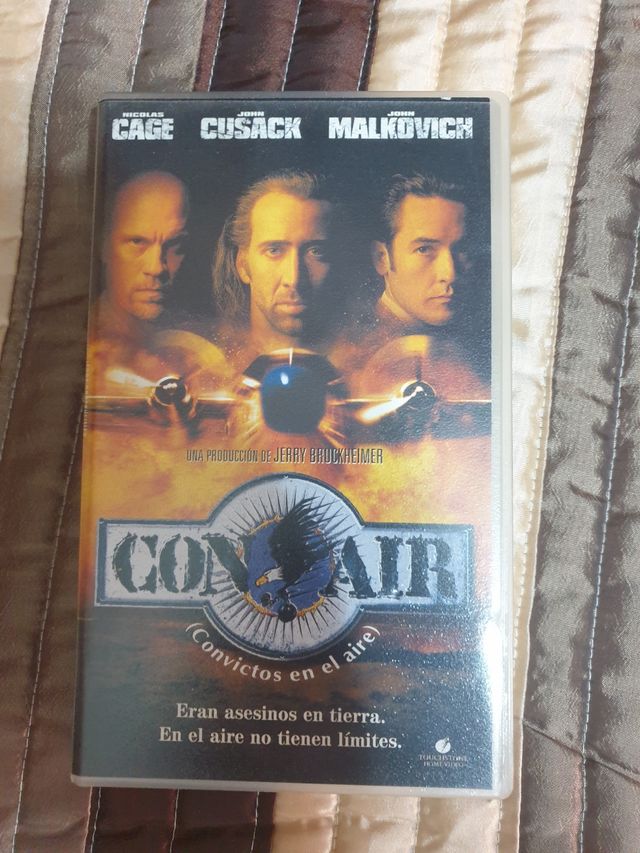 NICOLAS JOHN JOHN
CAGE CUSACK MALKOVICH
UNA PRODUCCIÓN DE JERRY BRUCKHEIMER
CON AIR
(Convictos en el aire)
Eran asesinos en tierra.
En el aire no tienen límites.
TOUCHSTONE
HOME VIDEO